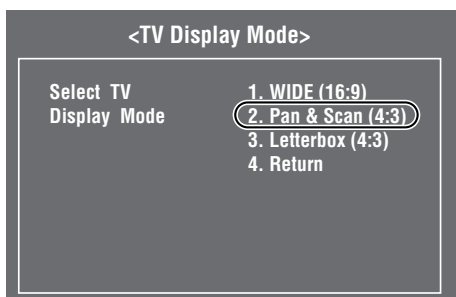 <TV Display Mode>
Select TV
Display Mode
1. WIDE (16:9)
2. Pan & Scan (4:3)
3. Letterbox (4:3)
4. Return